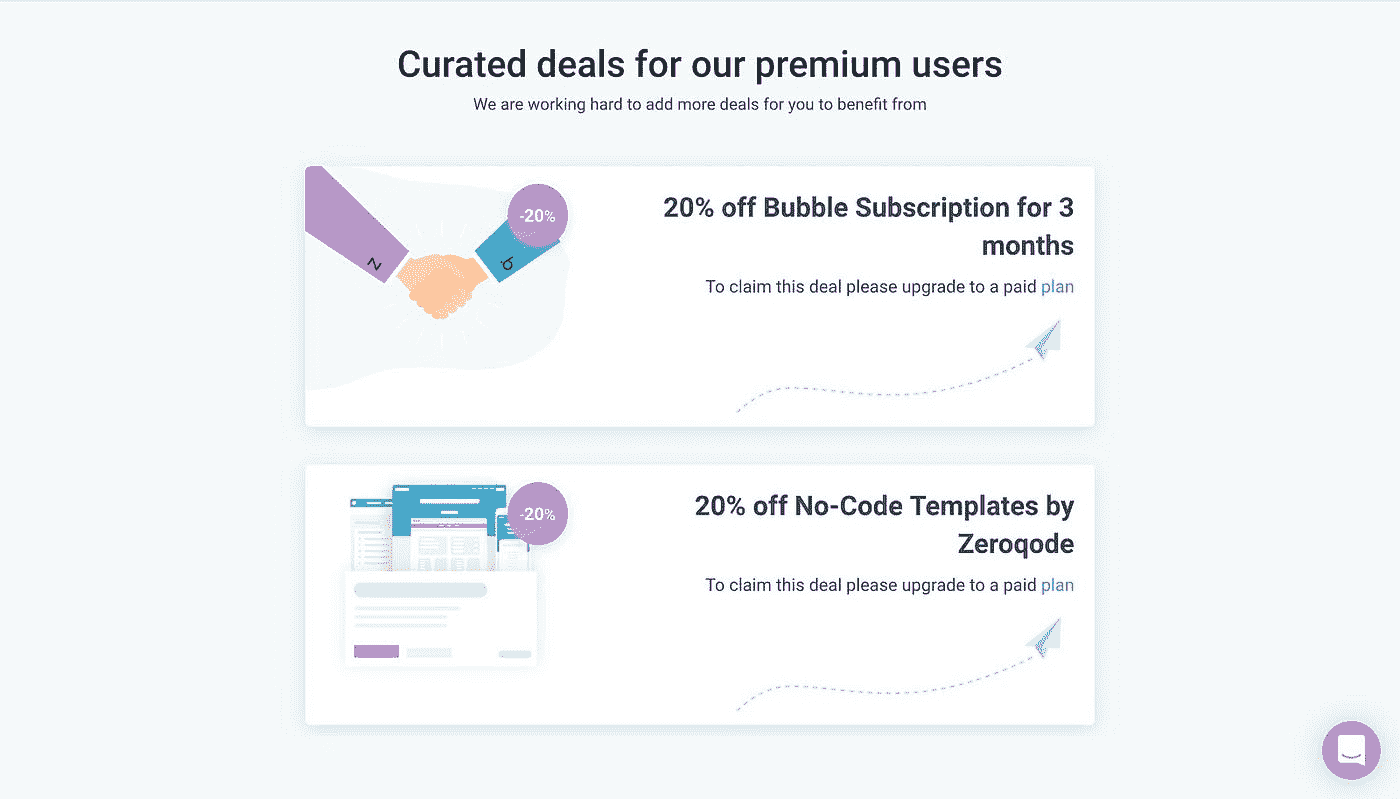 Curated deals for our premium users
We are working hard to add more deals for you to benefit from
-20%
z
b
20% off Bubble Subscription for 3
months
To claim this deal please upgrade to a paid plan
-20%
20% off No-Code Templates by
Zeroqode
To claim this deal please upgrade to a paid plan